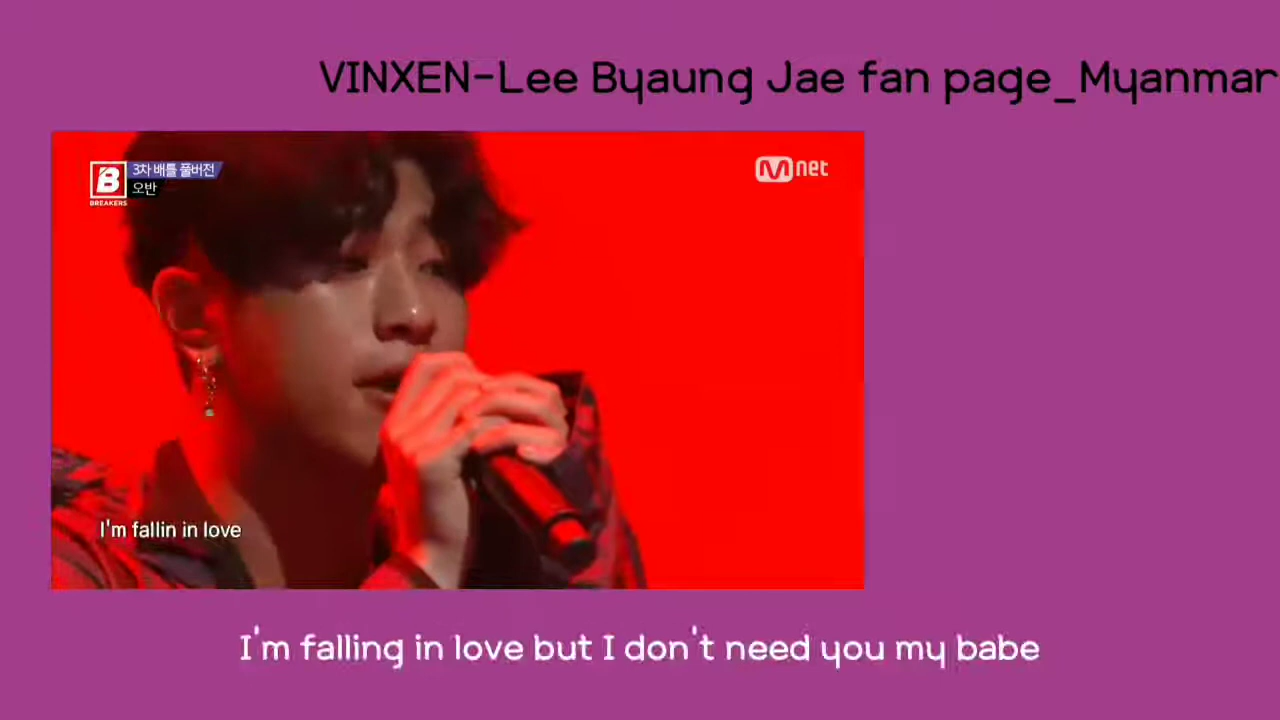 VINXEN-Lee Byaung Jae fan page_Myanmar
B
BREAKERS
3차 배틀 풀버전
오반
M net
I'm fallin in love
I'm falling in love but I don't need you my babe